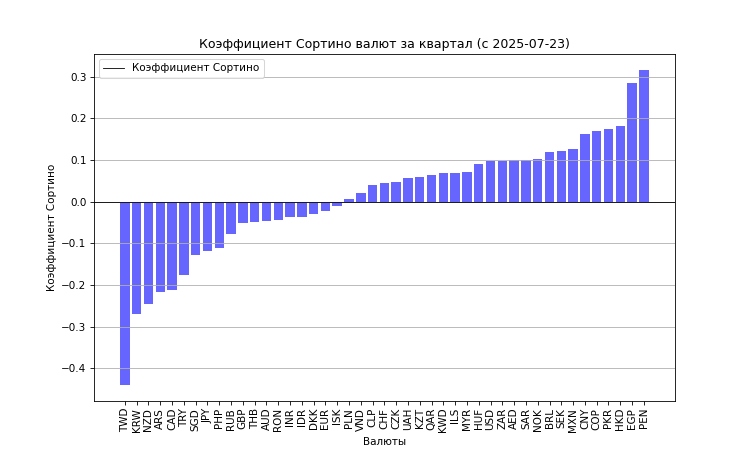 Коэффициент Сортино валют за квартал (с 2025-07-23)
Коэффициент Сортино
Коэффициент Сортино
0.3
0.2
0.1
0.0
−0.1
−0.2
−0.3
−0.4
TWD KRW NZD ARS CAD TRY SGD JPY PHP RUB GBP THB AUD RON INR IDR DKK EUR ISK PLN VND CLP CHF CZK UAH KZT QAR KWD ILS MYR HUF USD ZAR AED SAR NOK BRL SEK MXN CNY COP PKR HKD EGP PEN
Валюты